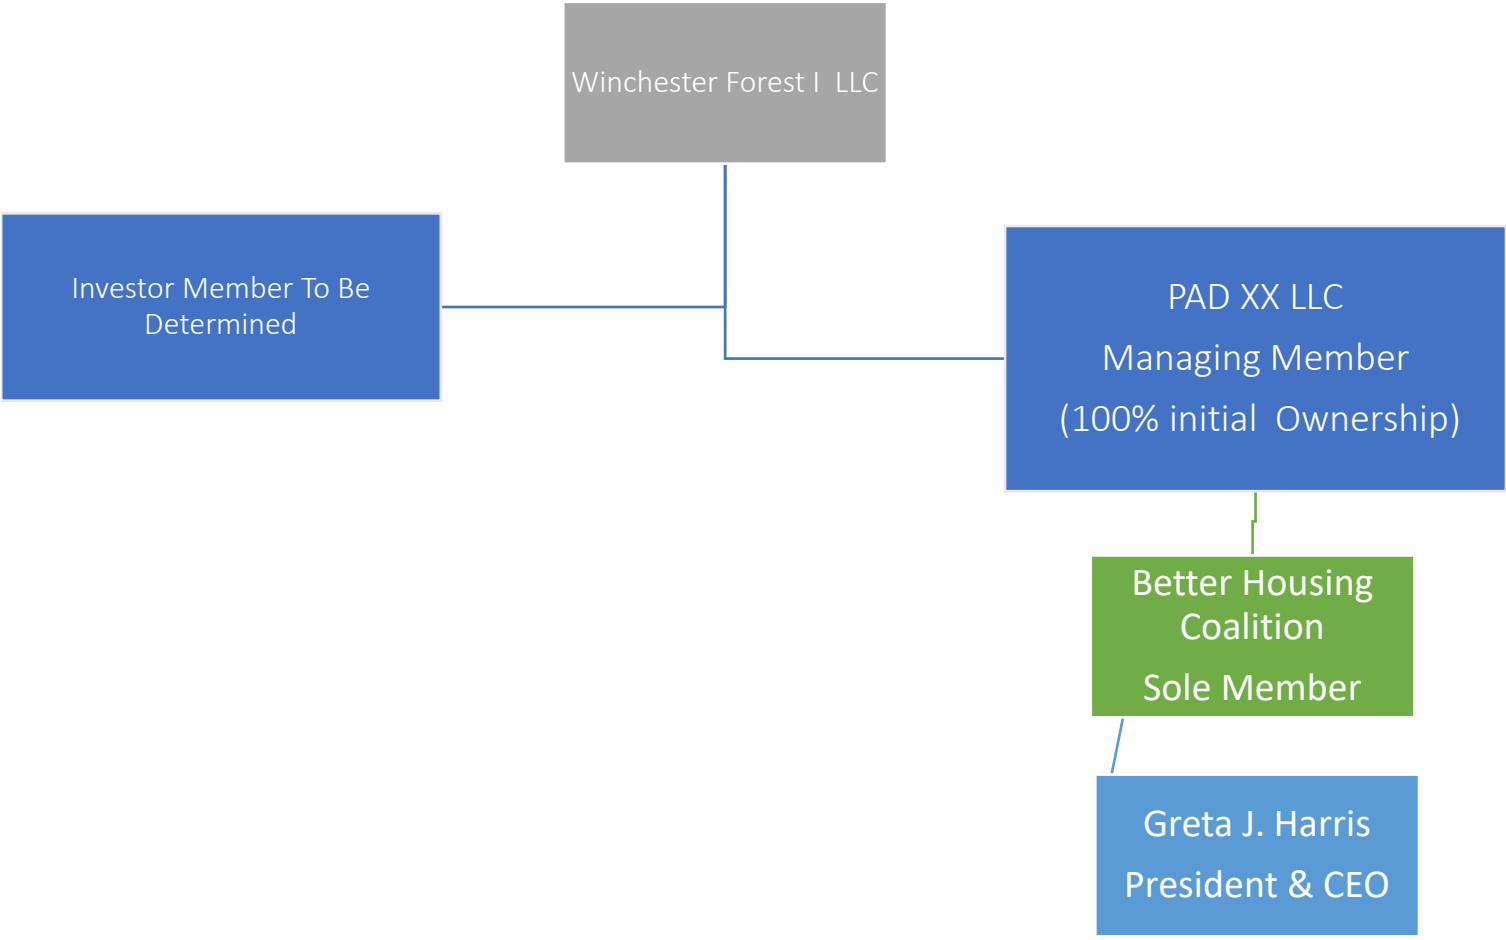 Winchester Forest I  LLC
Investor Member To Be
Determined
PAD XX LLC
Managing Member
(100% initial  Ownership)
Better Housing
Coalition
Sole Member
Greta J. Harris
President & CEO